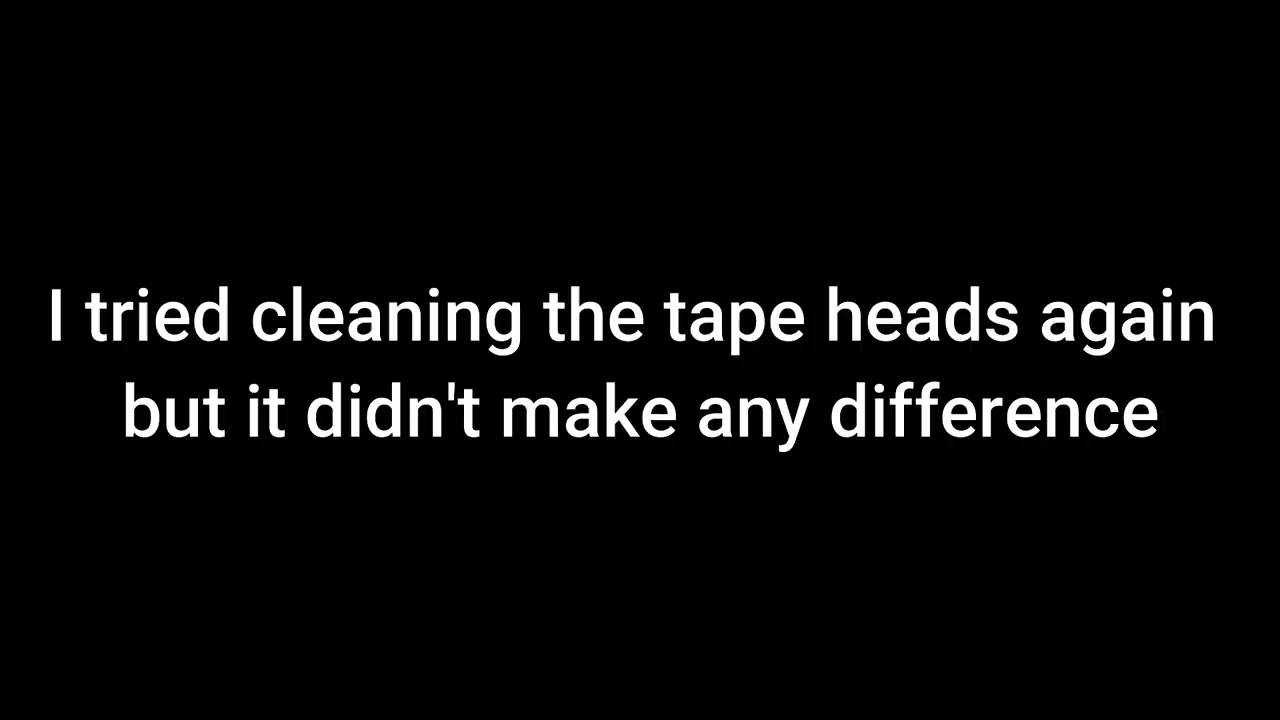 I tried cleaning the tape heads again
but it didn't make any difference